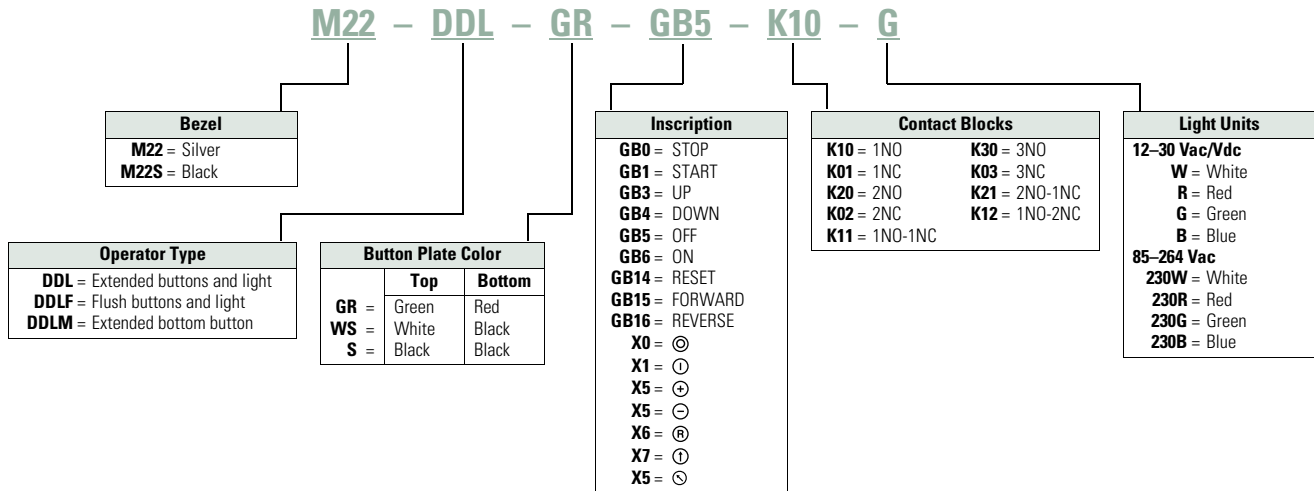 M22 – DDL – GR – GB5 – K10 – G
Bezel
M22 = Silver
M22S = Black
Operator Type
DDL = Extended buttons and light
DDLF = Flush buttons and light
DDLM = Extended bottom button
Button Plate Color
Top Bottom
GR = Green Red
WS = White Black
S = Black Black
Inscription
GB0 = STOP
GB1 = START
GB3 = UP
GB4 = DOWN
GB5 = OFF
GB6 = ON
GB14 = RESET
GB15 = FORWARD
GB16 = REVERSE
X0 = ⌾
X1 = ⏼
X5 = ⊕
X5 = ⊖
X6 = Ⓡ
X7 = ↑
X5 = ↖
Contact Blocks
K10 = 1NO K30 = 3NO
K01 = 1NC K03 = 3NC
K20 = 2NO K21 = 2NO-1NC
K02 = 2NC K12 = 1NO-2NC
K11 = 1NO-1NC
Light Units
12–30 Vac/Vdc
W = White
R = Red
G = Green
B = Blue
85–264 Vac
230W = White
230R = Red
230G = Green
230B = Blue